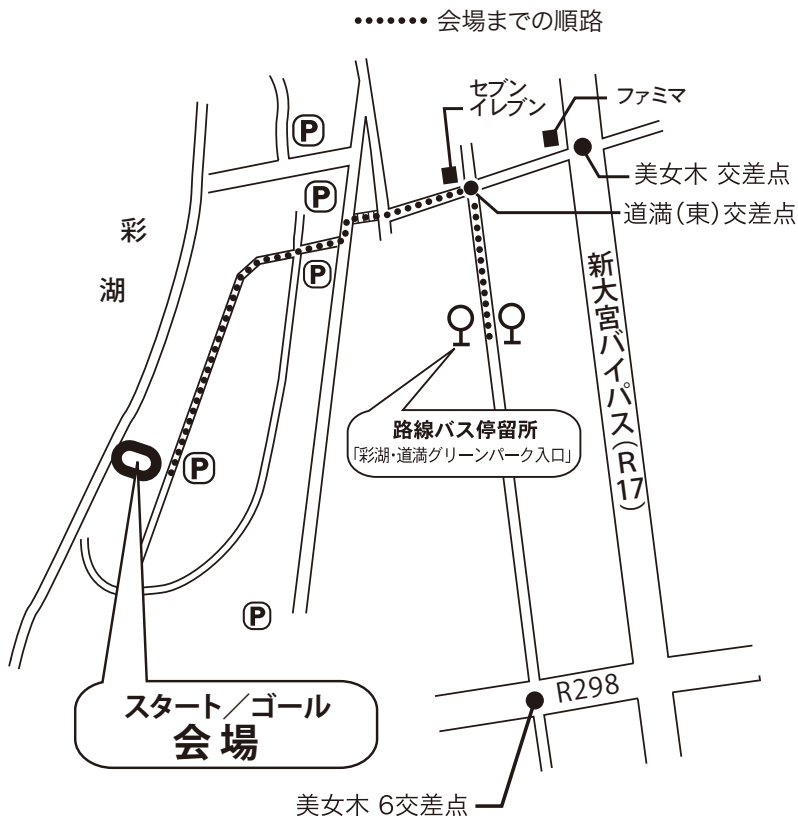 会場までの順路
セブン
イレブン
ファミマ
P
美女木 交差点
P
道満（東）交差点
彩
湖
P
新大宮バイパス（R17）
路線バス停留所
「彩湖・道満グリーンパーク入口」
P
P
R298
スタート／ゴール
会場
美女木 6交差点